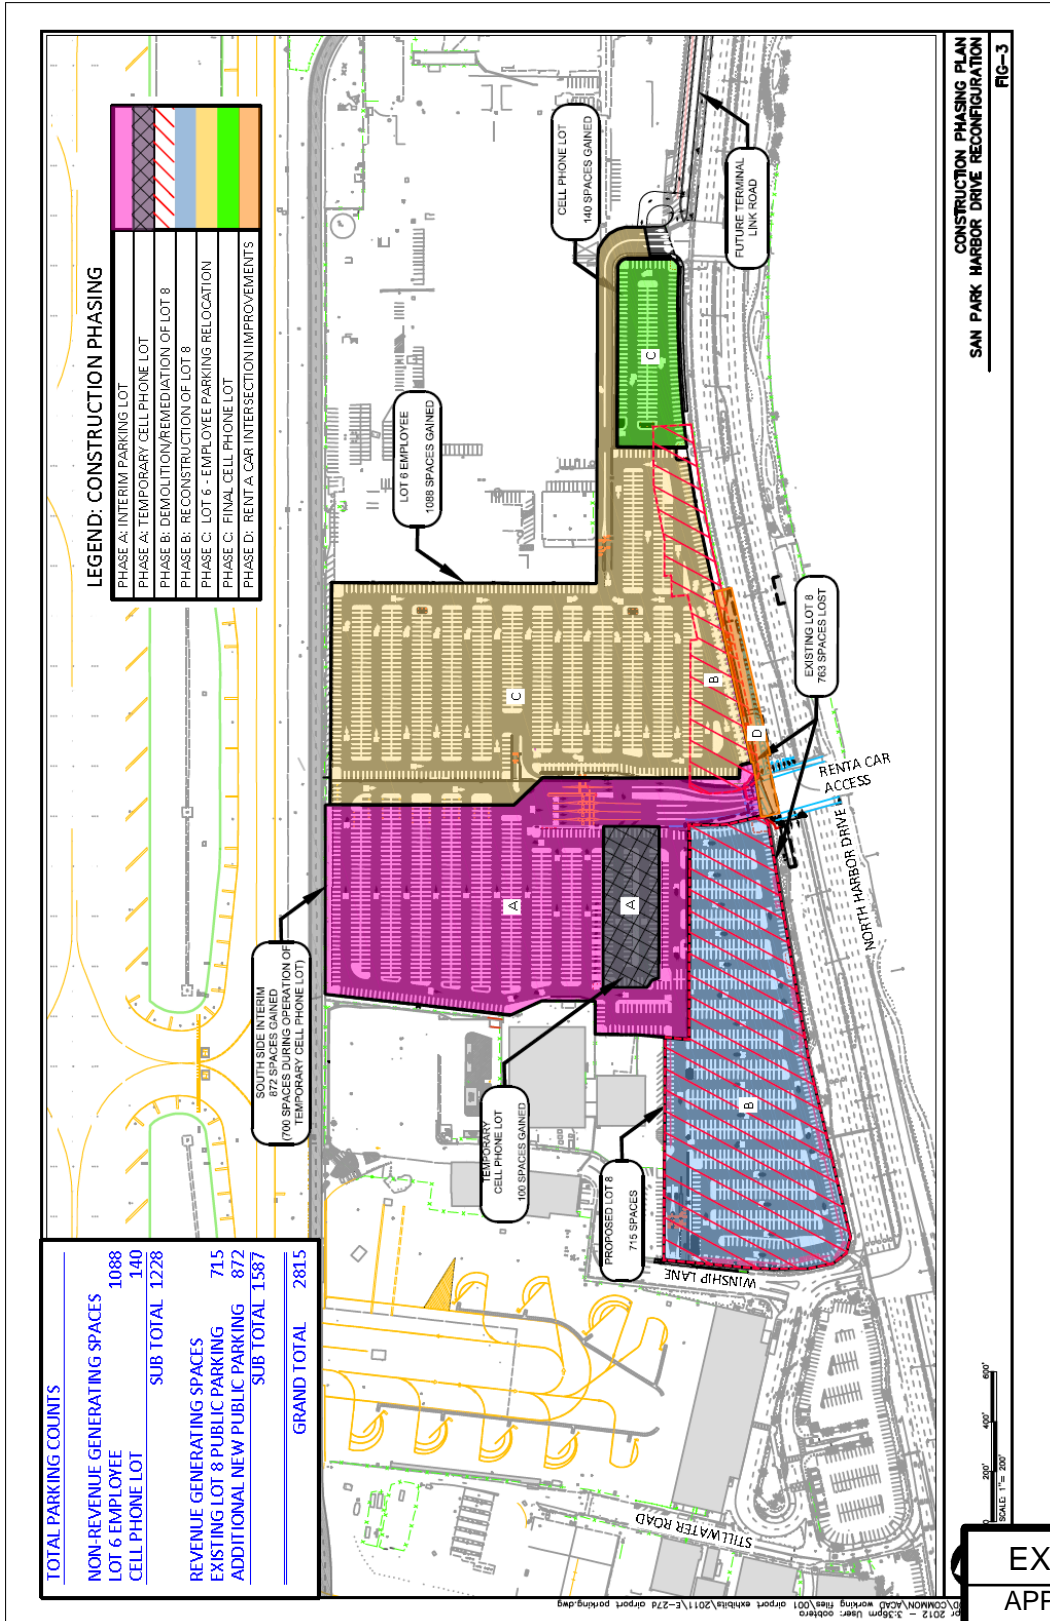 LEGEND: CONSTRUCTION PHASING
PHASE A: INTERIM PARKING LOT
PHASE A: TEMPORARY CELL PHONE LOT
PHASE B: DEMOLITION/REMEDIATION OF LOT 8
PHASE B: RECONSTRUCTION OF LOT 8
PHASE C: LOT 6 - EMPLOYEE PARKING RELOCATION
PHASE C: FINAL CELL PHONE LOT
PHASE D: RENT A CAR INTERSECTION IMPROVEMENTS
TOTAL PARKING COUNTS
NON-REVENUE GENERATING SPACES
LOT 6 EMPLOYEE 1088
CELL PHONE LOT 140
SUB TOTAL 1228
REVENUE GENERATING SPACES
EXISTING LOT 8 PUBLIC PARKING 715
ADDITIONAL NEW PUBLIC PARKING 872
SUB TOTAL 1587
GRAND TOTAL 2815
SOUTH SIDE INTERIM
872 SPACES GAINED
(700 SPACES DURING OPERATION OF
TEMPORARY CELL PHONE LOT)
LOT 6 EMPLOYEE
1088 SPACES GAINED
CELL PHONE LOT
140 SPACES GAINED
FUTURE TERMINAL
LINK ROAD
TEMPORARY
CELL PHONE LOT
100 SPACES GAINED
PROPOSED LOT 8
715 SPACES
EXISTING LOT 8
763 SPACES LOST
A
A
B
B
C
C
D
RENTA CAR
ACCESS
NORTH HARBOR DRIVE
WINSHIP LANE
STILLWATER ROAD
CONSTRUCTION PHASING PLAN
SAN PARK HARBOR DRIVE RECONFIGURATION
FIG-3
0 200' 400' 600'
SCALE: 1"= 200'
EX
APP